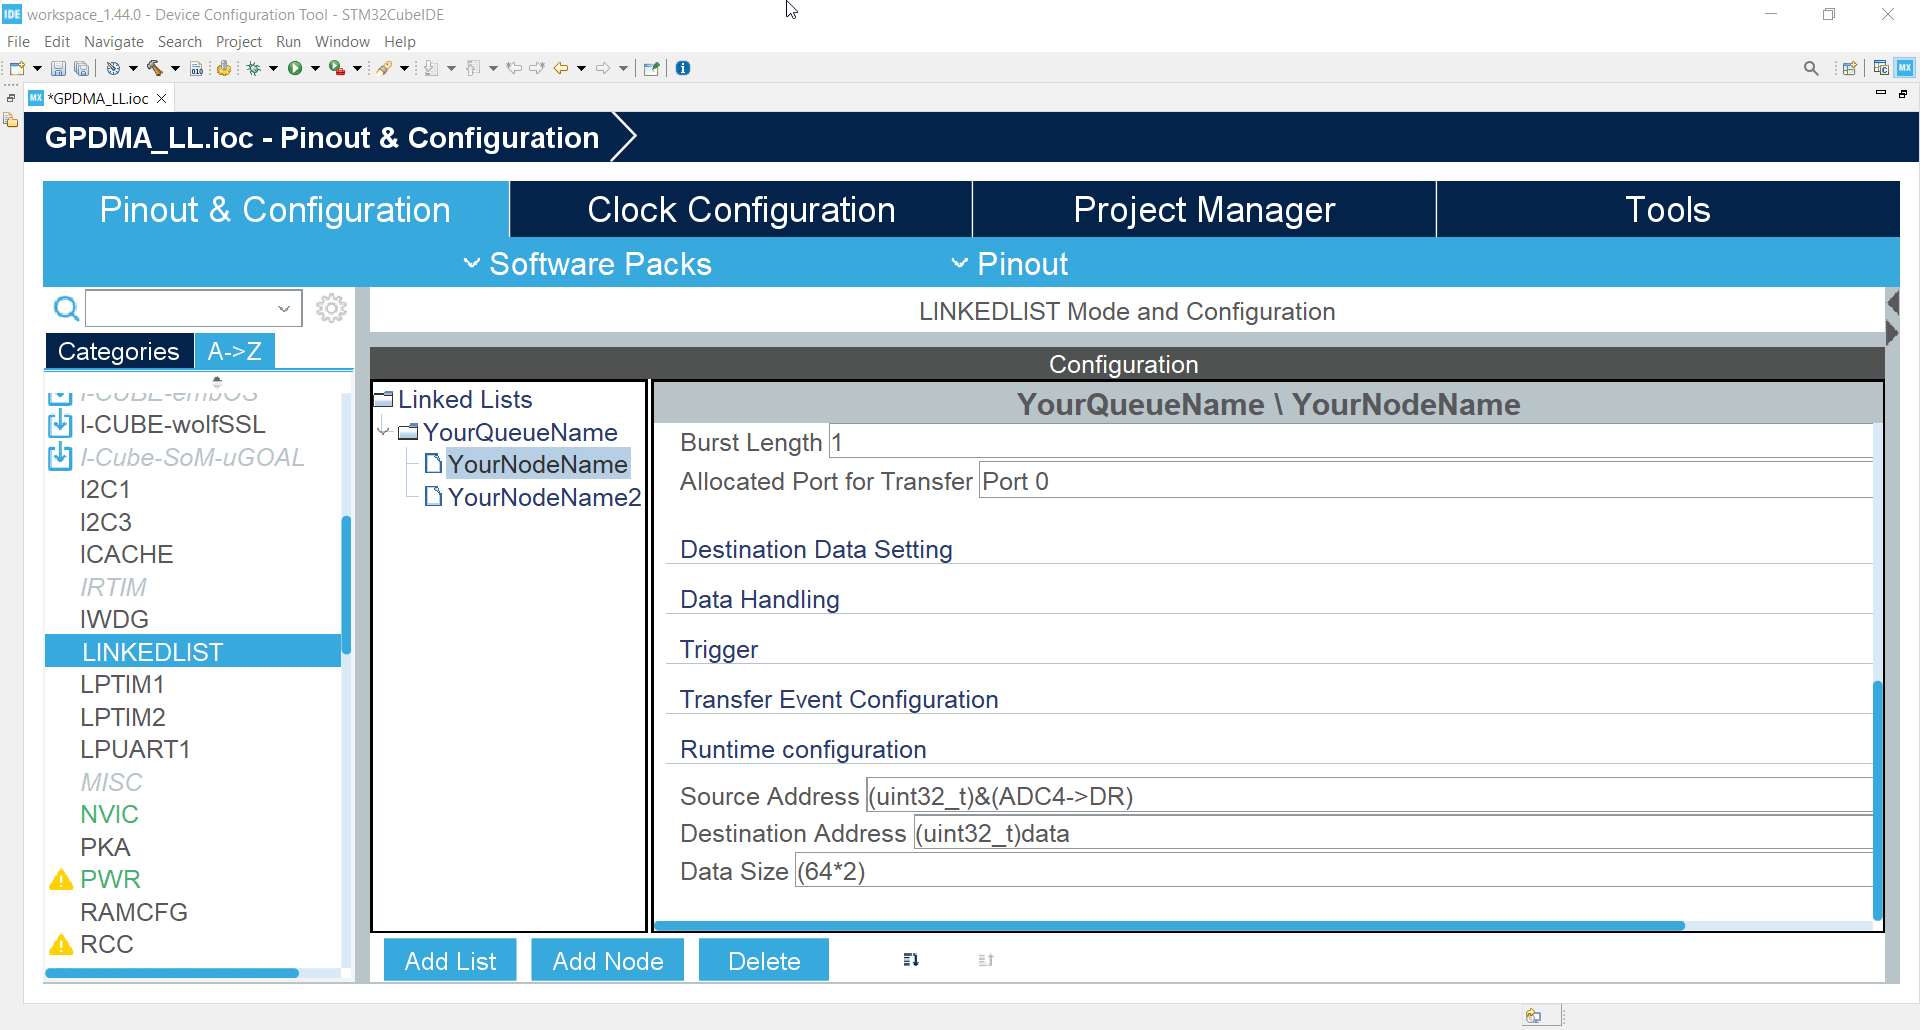 IDE workspace_1.44.0 - Device Configuration Tool - STM32CubeIDE
File Edit Navigate Search Project Run Window Help
MX *GPDMA_LL.ioc
GPDMA_LL.ioc - Pinout & Configuration
Pinout & Configuration
Clock Configuration
Project Manager
Tools
Software Packs
Pinout
LINKEDLIST Mode and Configuration
Categories
A->Z
I-CUBE-embOS
I-CUBE-wolfSSL
I-Cube-SoM-uGOAL
I2C1
I2C3
ICACHE
IRTIM
IWDG
LINKEDLIST
LPTIM1
LPTIM2
LPUART1
MISC
NVIC
PKA
PWR
RAMCFG
RCC
Configuration
Linked Lists
YourQueueName
YourNodeName
YourNodeName2
YourQueueName \ YourNodeName
Burst Length 1
Allocated Port for Transfer Port 0
Destination Data Setting
Data Handling
Trigger
Transfer Event Configuration
Runtime configuration
Source Address (uint32_t)&(ADC4->DR)
Destination Address (uint32_t)data
Data Size (64*2)
Add List
Add Node
Delete